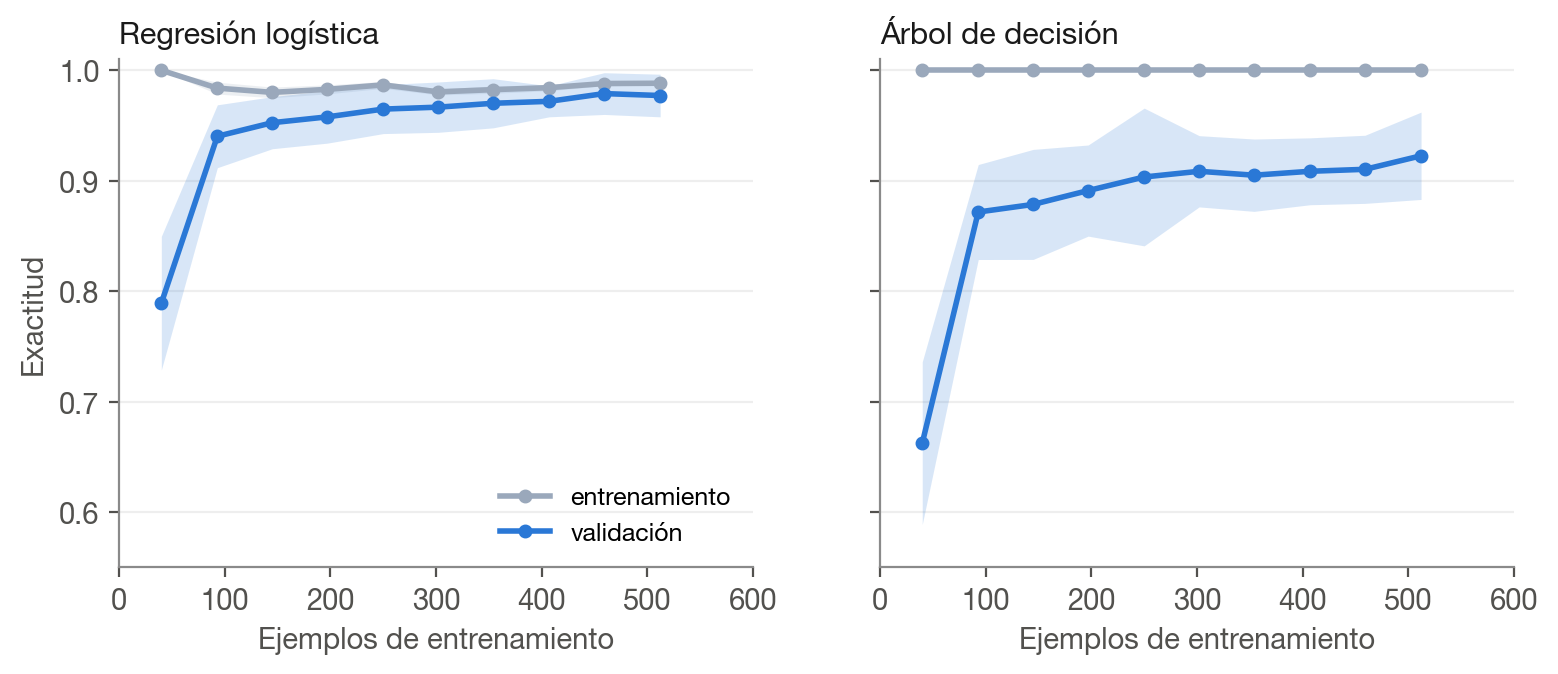 Regresión logística
Árbol de decisión
1.0
0.9
0.8
0.7
0.6
Exactitud
entrenamiento
validación
0 100 200 300 400 500 600
0 100 200 300 400 500 600
Ejemplos de entrenamiento
Ejemplos de entrenamiento